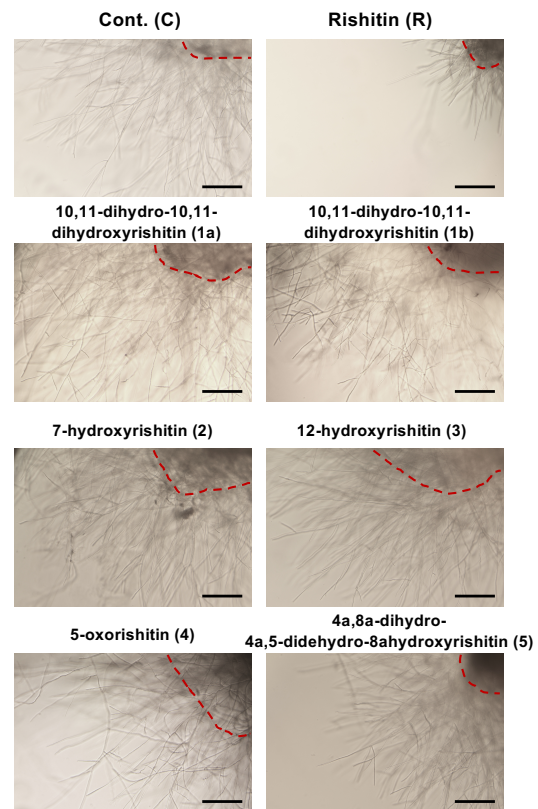 Cont. (C)
Rishitin (R)
10,11-dihydro-10,11-
dihydroxyrishitin (1a)
10,11-dihydro-10,11-
dihydroxyrishitin (1b)
7-hydroxyrishitin (2)
12-hydroxyrishitin (3)
5-oxorishitin (4)
4a,8a-dihydro-
4a,5-didehydro-8ahydroxyrishitin (5)